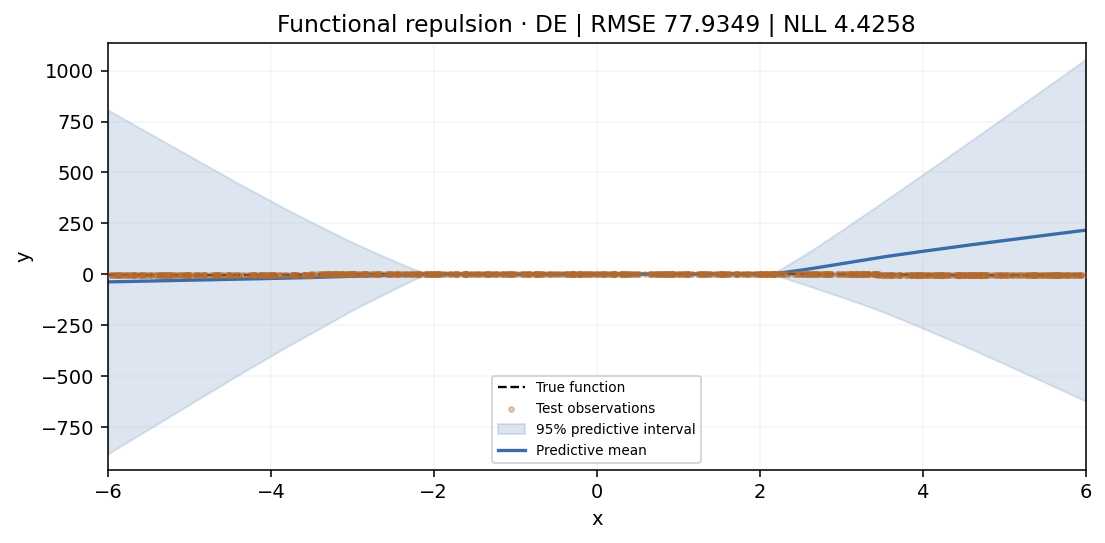 Functional repulsion · DE | RMSE 77.9349 | NLL 4.4258
y
1000
750
500
250
0
−250
−500
−750
True function
Test observations
95% predictive interval
Predictive mean
−6 −4 −2 0 2 4 6
x